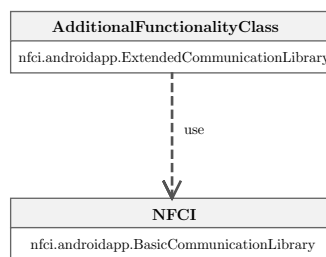 AdditionalFunctionalityClass
nfci.androidapp.ExtendedCommunicationLibrary
use
NFCI
nfci.androidapp.BasicCommunicationLibrary